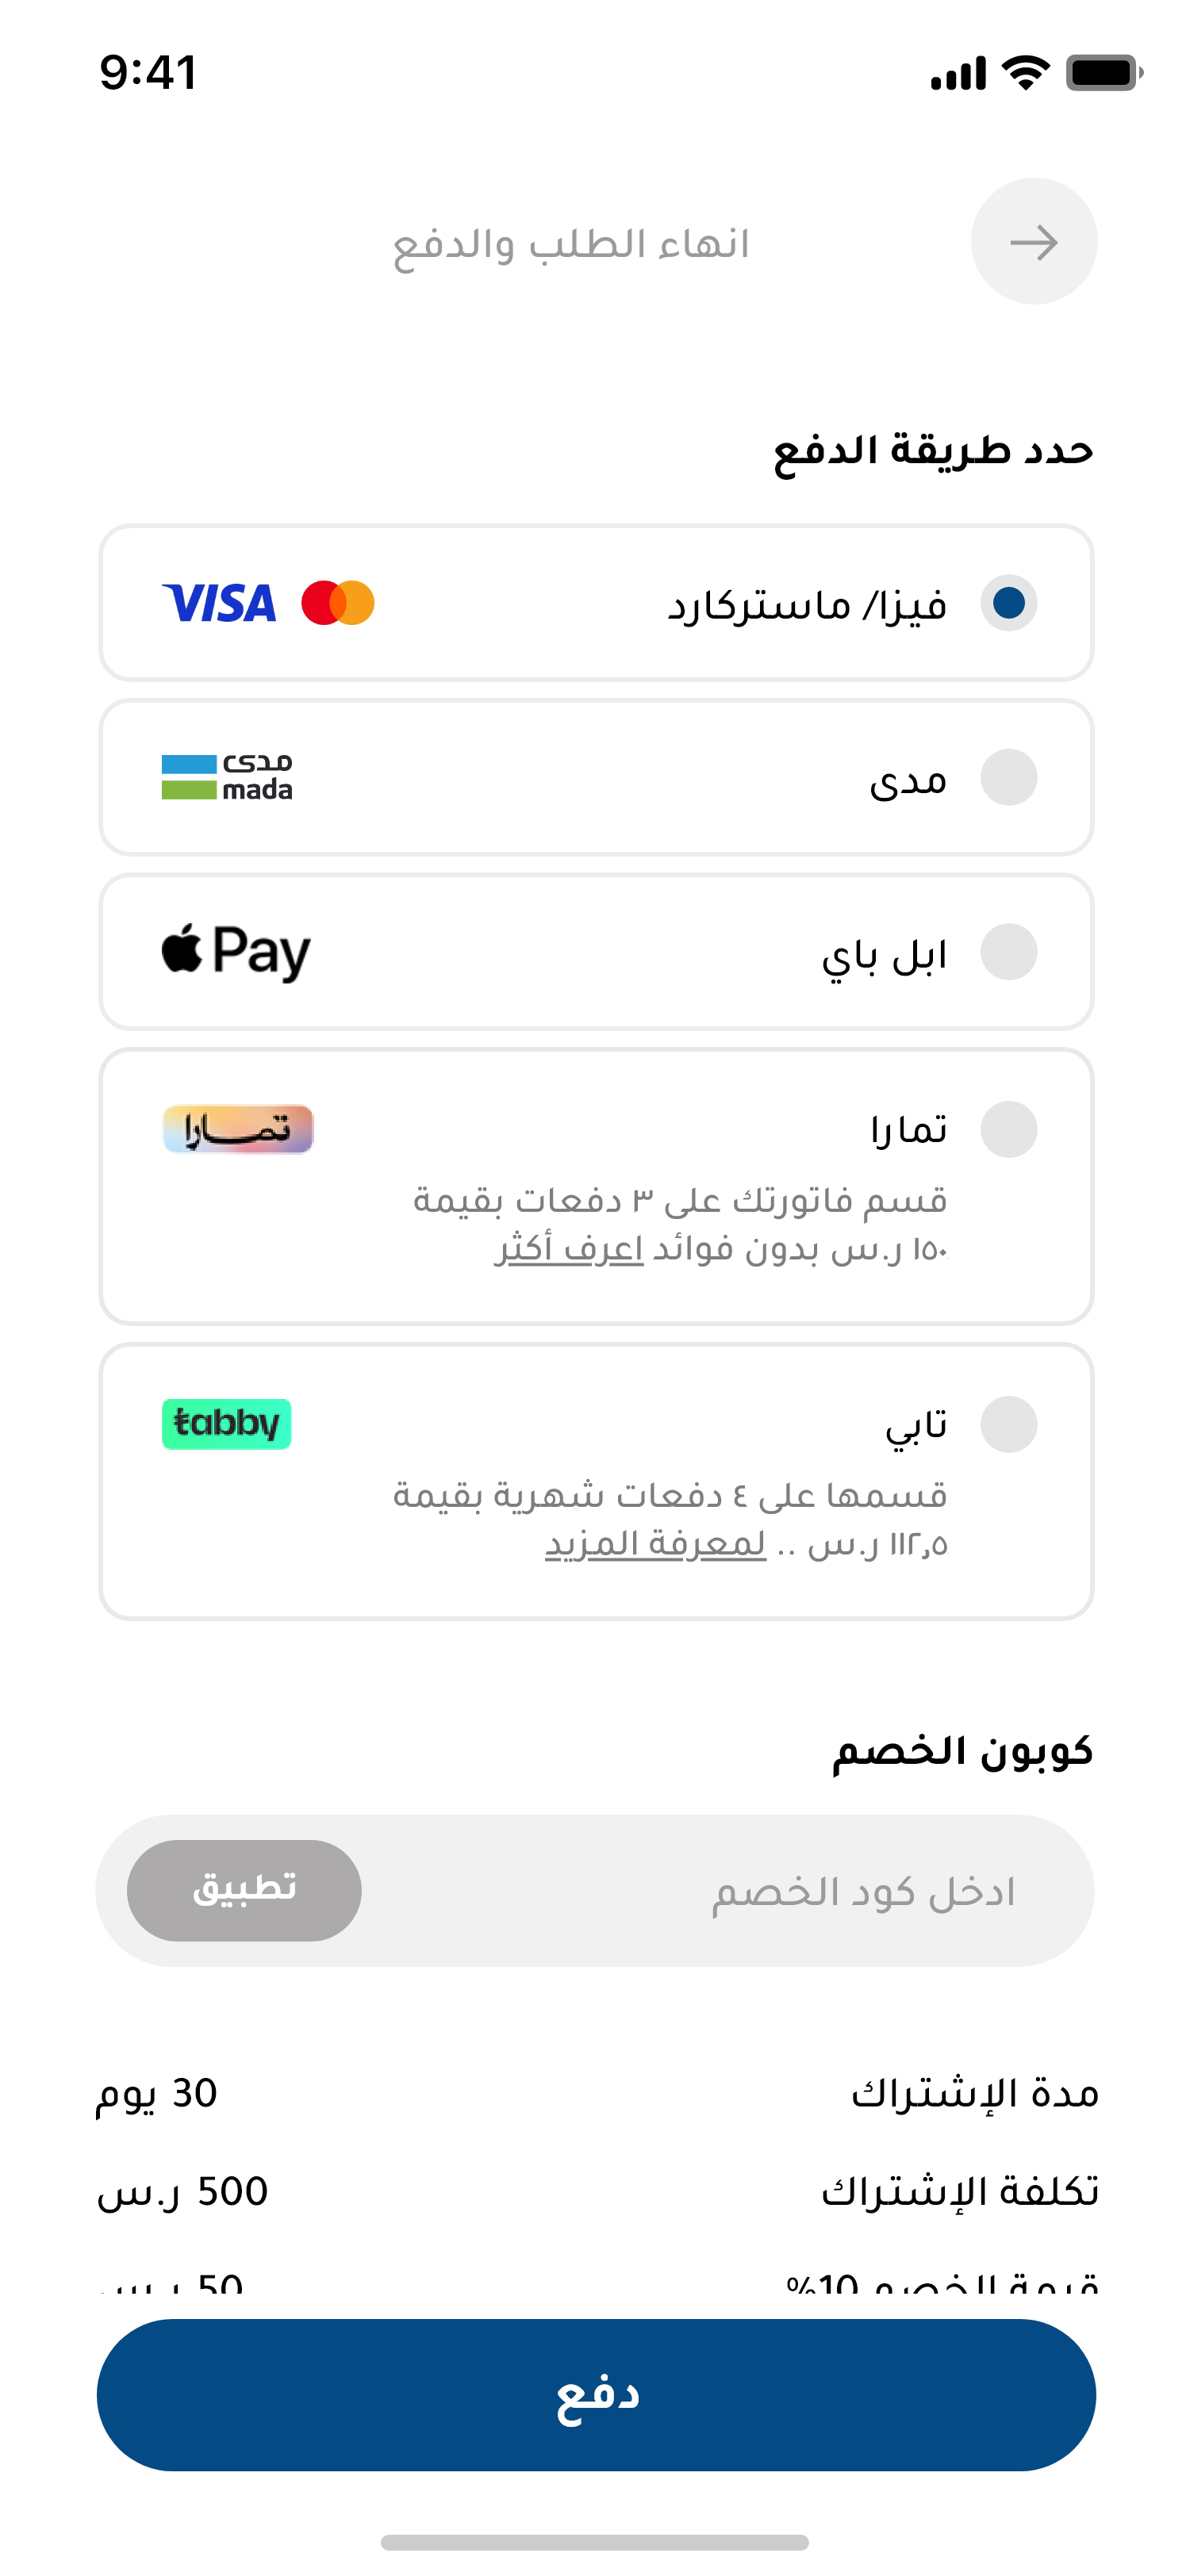 9:41
انهاء الطلب والدفع
حدد طريقة الدفع
فيزا/ ماستركارد
VISA
مدى
مدى
mada
ابل باي
Pay
تمارا
تمارا
قسم فاتورتك على ٣ دفعات بقيمة
١٥٠ ر.س بدون فوائد اعرف أكثر
تابي
tabby
قسمها على ٤ دفعات شهرية بقيمة
١١٢,٥ ر.س .. لمعرفة المزيد
كوبون الخصم
ادخل كود الخصم
تطبيق
مدة الإشتراك
30 يوم
تكلفة الإشتراك
500 ر.س
قيمة الخصم 10%
50 ر.س
دفع